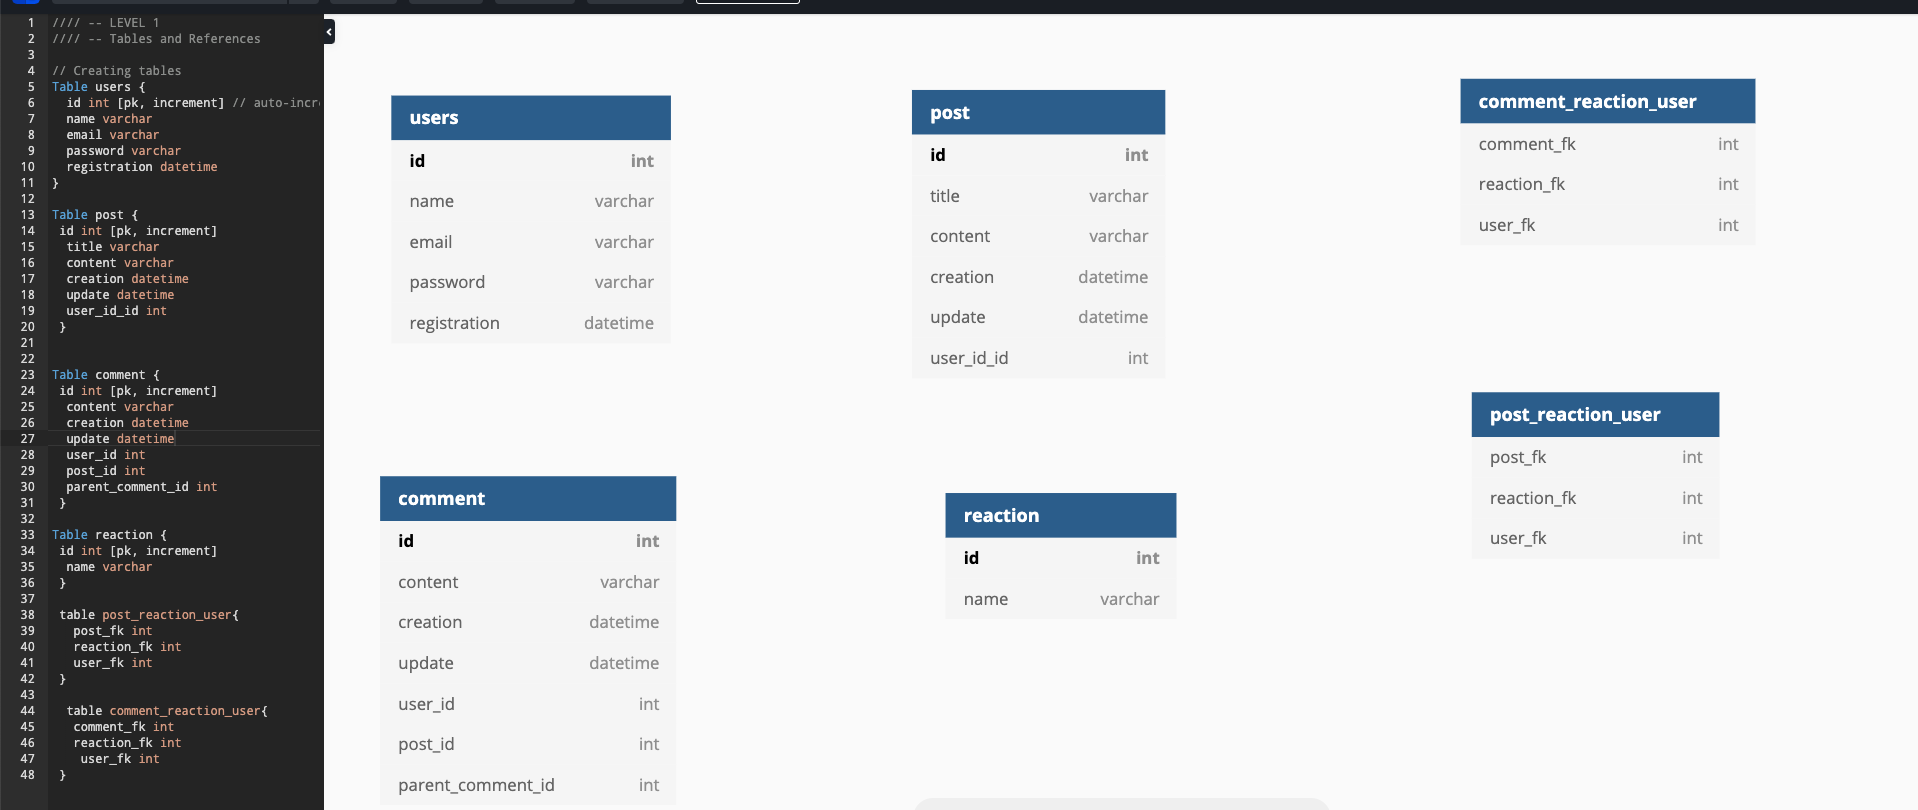 1 //// -- LEVEL 1
2 //// -- Tables and References
3
4 // Creating tables
5 Table users {
6 id int [pk, increment] // auto-incr
7 name varchar
8 email varchar
9 password varchar
10 registration datetime
11 }
12
13 Table post {
14 id int [pk, increment]
15 title varchar
16 content varchar
17 creation datetime
18 update datetime
19 user_id_id int
20 }
21
22
23 Table comment {
24 id int [pk, increment]
25 content varchar
26 creation datetime
27 update datetime
28 user_id int
29 post_id int
30 parent_comment_id int
31 }
32
33 Table reaction {
34 id int [pk, increment]
35 name varchar
36 }
37
38 table post_reaction_user{
39 post_fk int
40 reaction_fk int
41 user_fk int
42 }
43
44 table comment_reaction_user{
45 comment_fk int
46 reaction_fk int
47 user_fk int
48 }
users
id int
name varchar
email varchar
password varchar
registration datetime
post
id int
title varchar
content varchar
creation datetime
update datetime
user_id_id int
comment_reaction_user
comment_fk int
reaction_fk int
user_fk int
comment
id int
content varchar
creation datetime
update datetime
user_id int
post_id int
parent_comment_id int
reaction
id int
name varchar
post_reaction_user
post_fk int
reaction_fk int
user_fk int